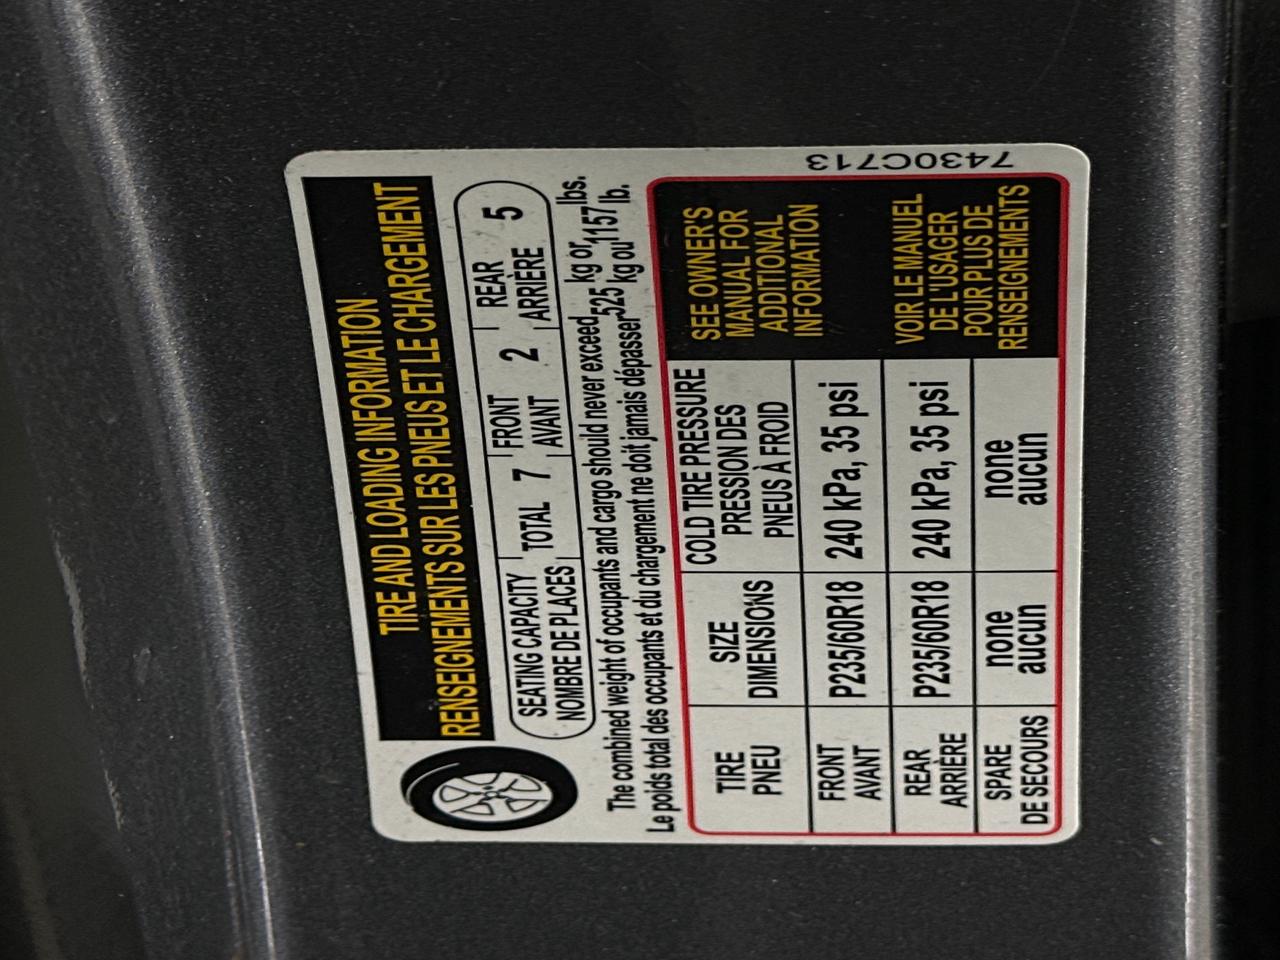 TIRE AND LOADING INFORMATION
RENSEIGNEMENTS SUR LES PNEUS ET LE CHARGEMENT
SEATING CAPACITY TOTAL 7 FRONT 2 REAR 5
NOMBRE DE PLACES AVANT ARRIÈRE
The combined weight of occupants and cargo should never exceed 525 kg or 1157 lbs.
Le poids total des occupants et du chargement ne doit jamais dépasser 525 kg ou 1157 lb.
TIRE SIZE COLD TIRE PRESSURE
PNEU DIMENSIONS PRESSION DES
PNEUS À FROID
FRONT P235/60R18 240 kPa, 35 psi
AVANT
REAR P235/60R18 240 kPa, 35 psi
ARRIÈRE
SPARE none none
DE SECOURS aucun aucun
SEE OWNER'S
MANUAL FOR
ADDITIONAL
INFORMATION
VOIR LE MANUEL
DE L'USAGER
POUR PLUS DE
RENSEIGNEMENTS
7430C713